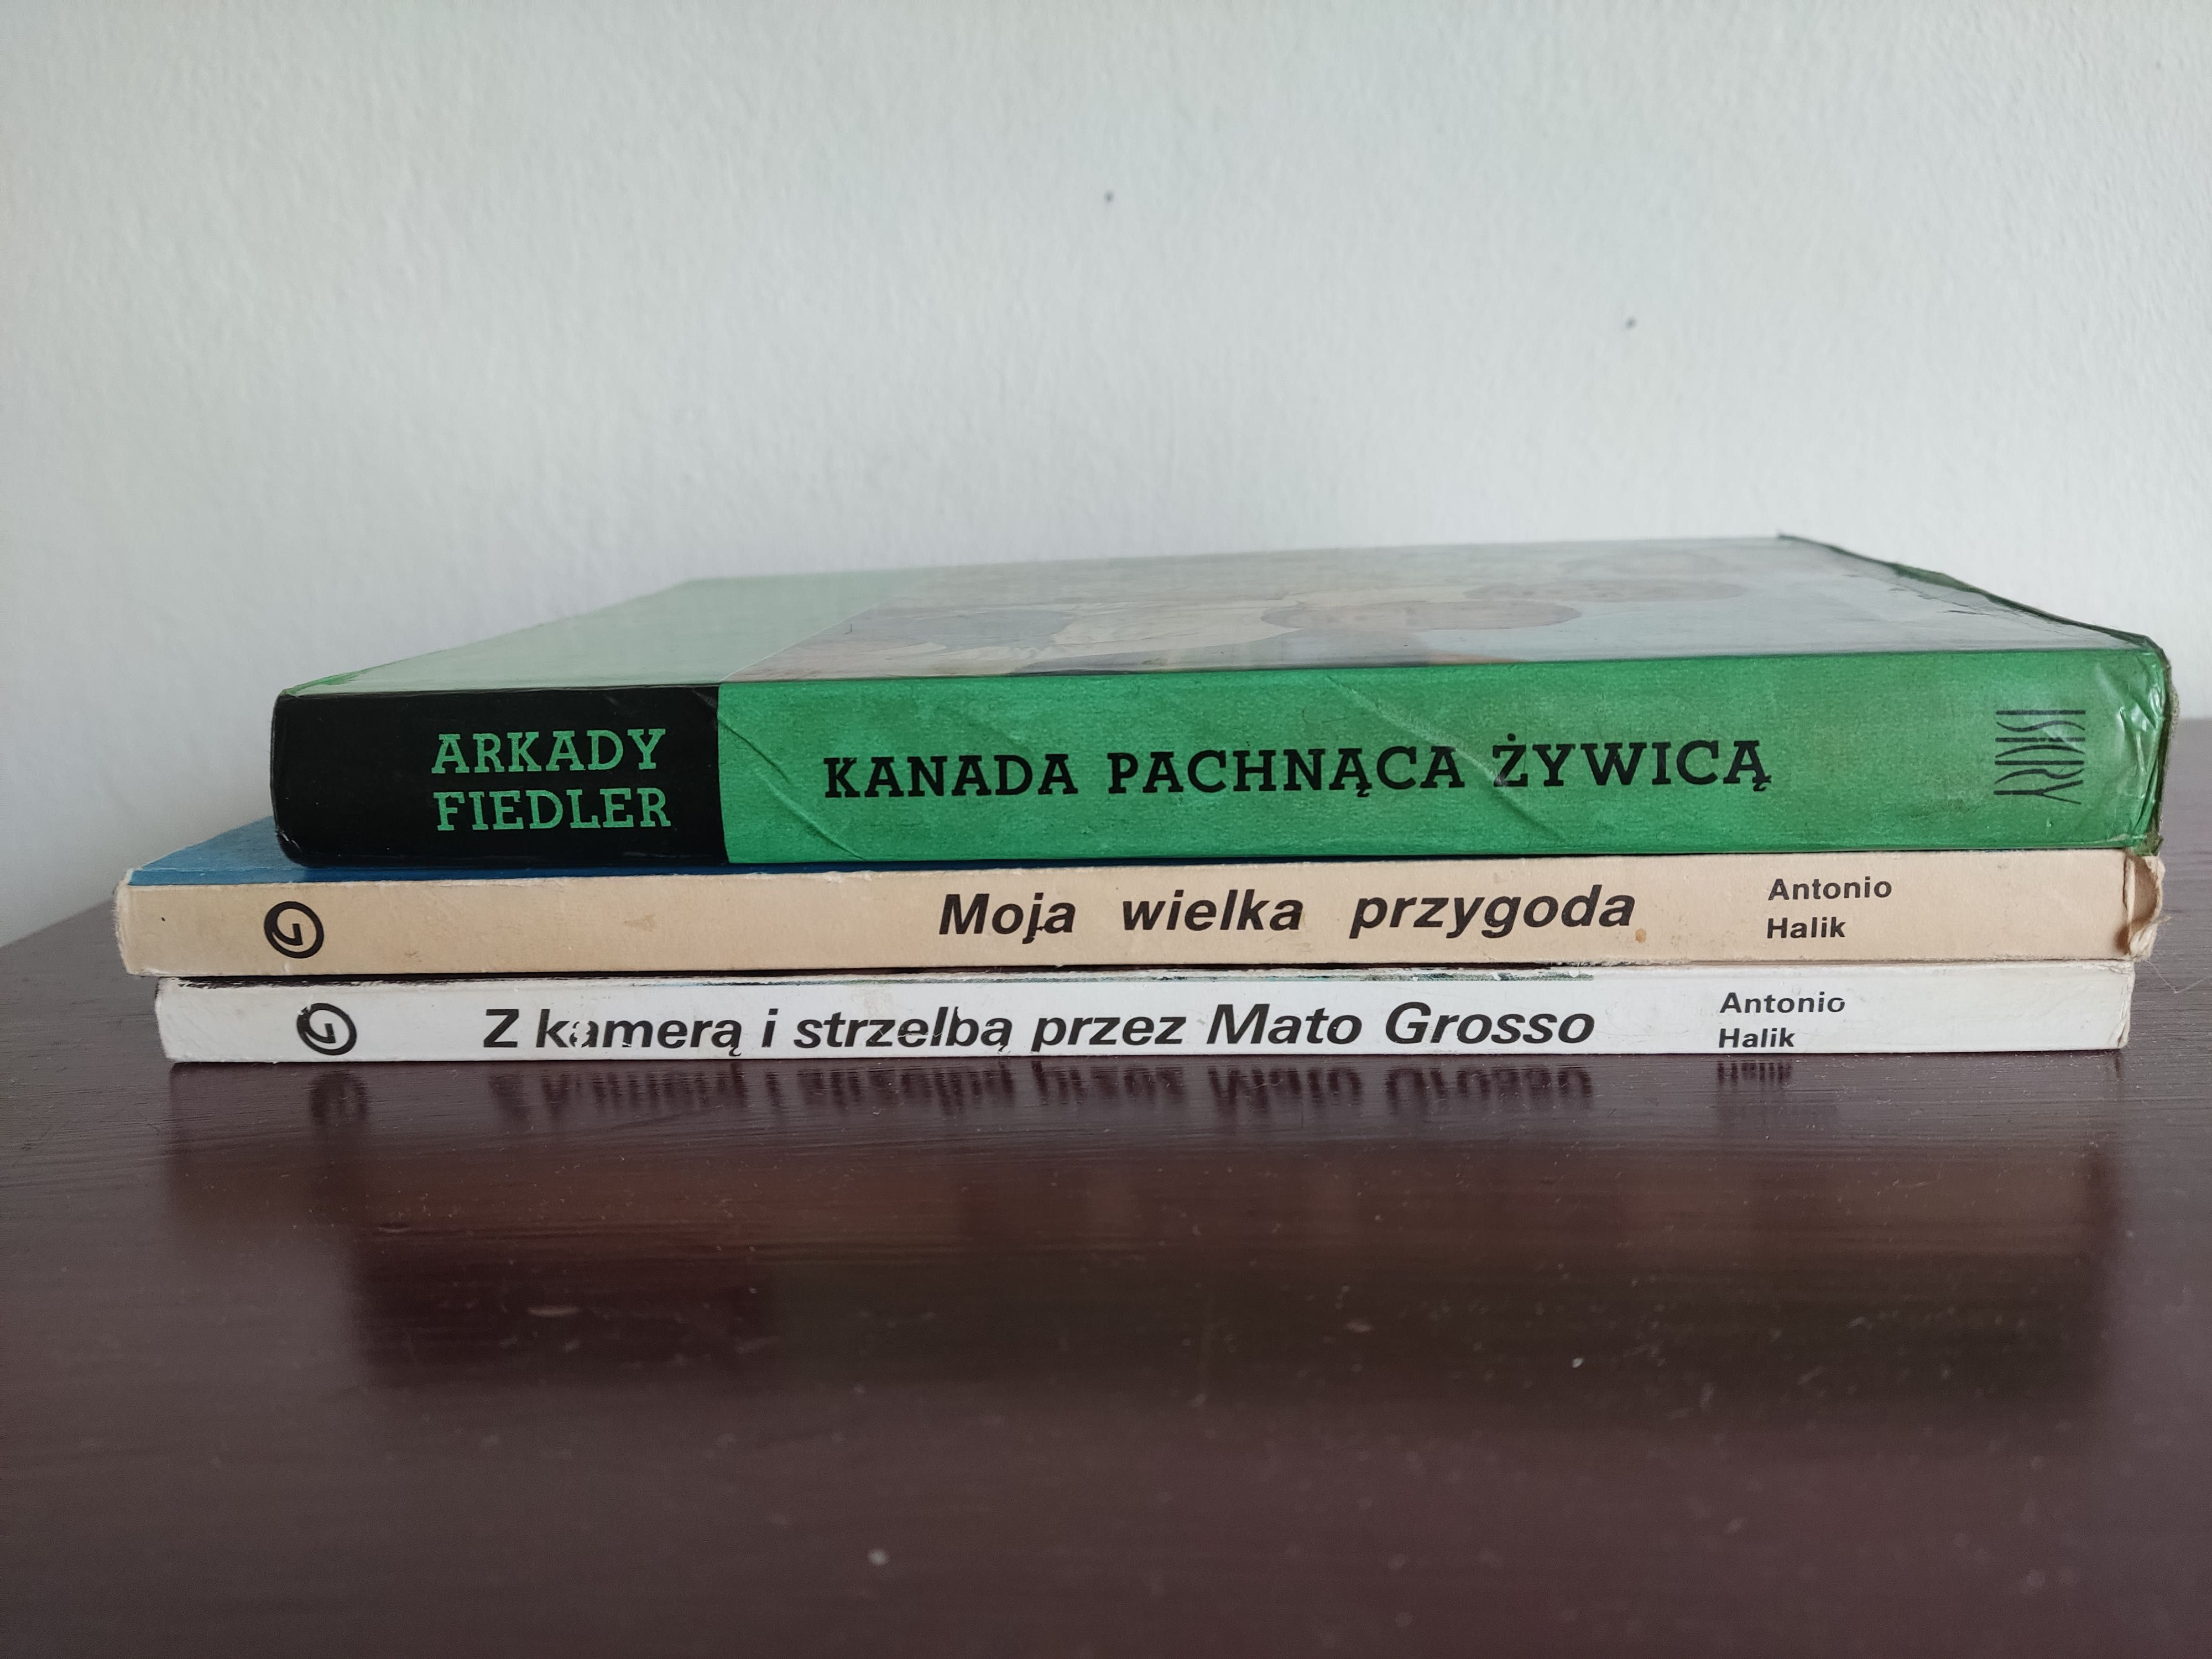 ARKADY
FIEDLER
KANADA PACHNĄCA ŻYWICĄ
ISKRY
Moja wielka przygoda
Antonio
Halik
Z kamerą i strzelbą przez Mato Grosso
Antonio
Halik